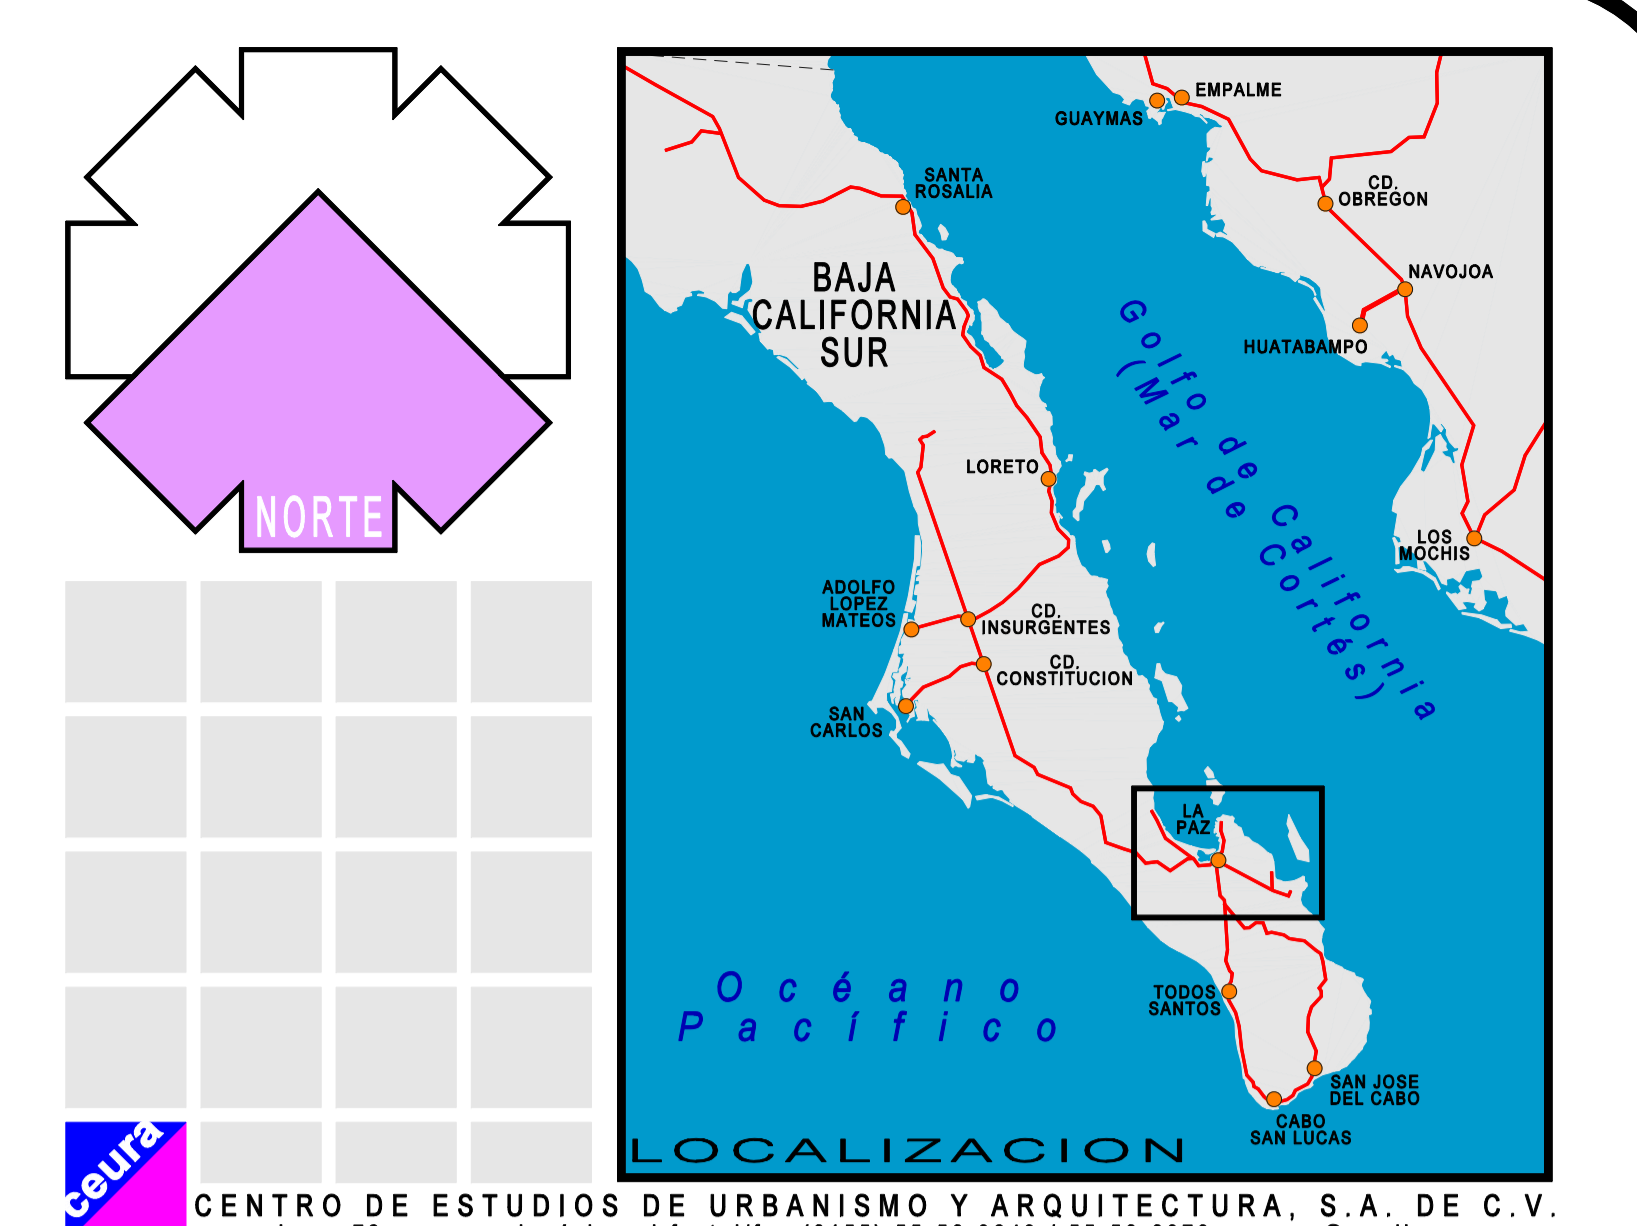 NORTE
EMPALME
GUAYMAS
SANTA
ROSALIA
CD.
OBREGON
BAJA
CALIFORNIA
SUR
NAVOJOA
HUATABAMPO
Golfo de California
(Mar de Cortés)
LORETO
LOS
MOCHIS
ADOLFO
LOPEZ
MATEOS
CD.
INSURGENTES
CD.
CONSTITUCION
SAN
CARLOS
LA
PAZ
Océano
Pacífico
TODOS
SANTOS
SAN JOSE
DEL CABO
CABO
SAN LUCAS
LOCALIZACION
ceura
CENTRO DE ESTUDIOS DE URBANISMO Y ARQUITECTURA, S.A. DE C.V.